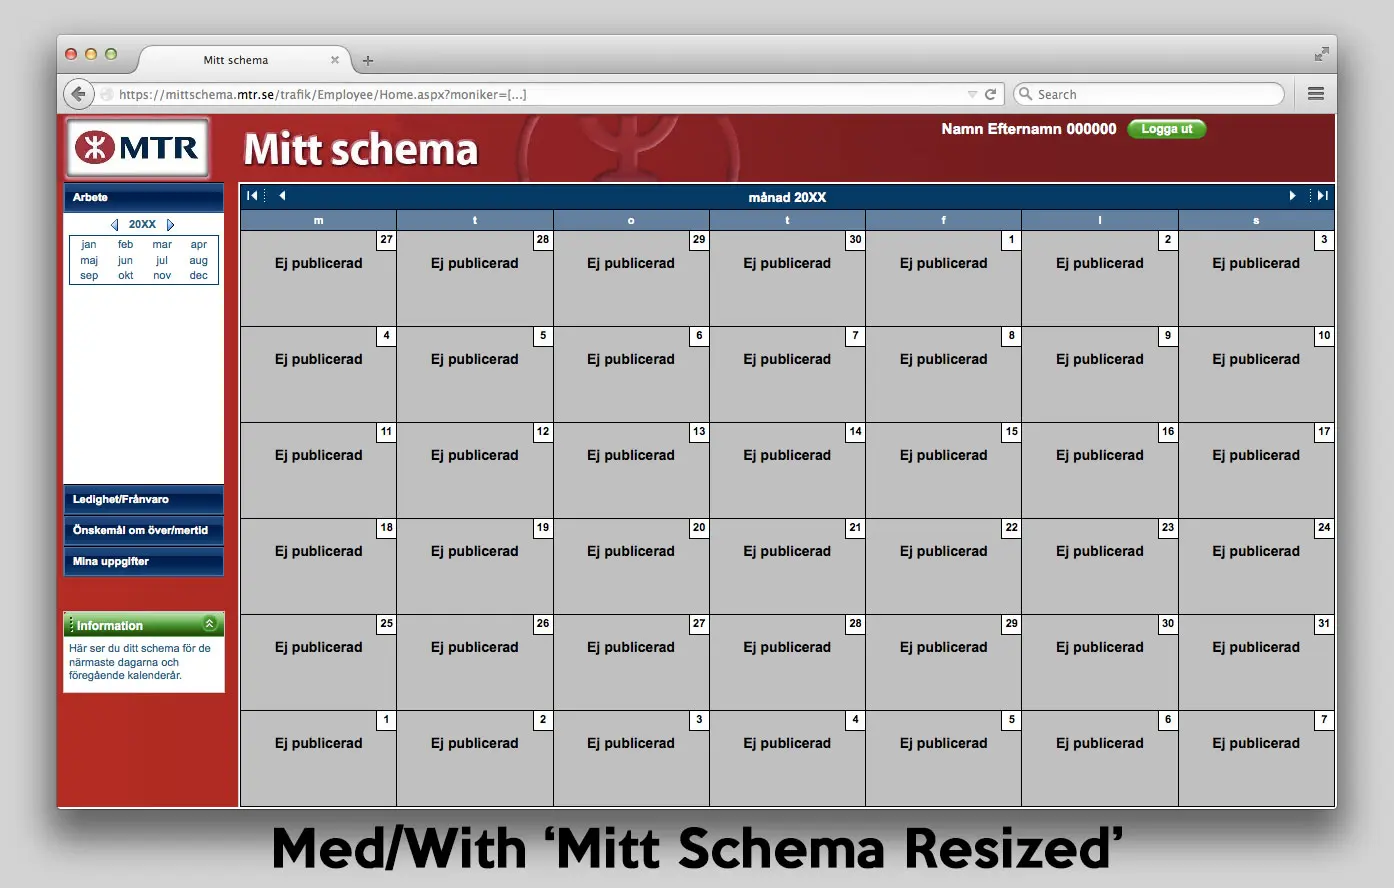 Mitt schema
https://mittschema.mtr.se/trafik/Employee/Home.aspx?moniker=[...]
Search
MTR
Mitt schema
Namn Efternamn 000000
Logga ut
Arbete
20XX
jan feb mar apr
maj jun jul aug
sep okt nov dec
Ledighet/Frånvaro
Önskemål om över/mertid
Mina uppgifter
Information
Här ser du ditt schema för de
närmaste dagarna och
föregående kalenderår.
månad 20XX
m t o t f l s
27 28 29 30 1 2 3
Ej publicerad Ej publicerad Ej publicerad Ej publicerad Ej publicerad Ej publicerad Ej publicerad
4 5 6 7 8 9 10
Ej publicerad Ej publicerad Ej publicerad Ej publicerad Ej publicerad Ej publicerad Ej publicerad
11 12 13 14 15 16 17
Ej publicerad Ej publicerad Ej publicerad Ej publicerad Ej publicerad Ej publicerad Ej publicerad
18 19 20 21 22 23 24
Ej publicerad Ej publicerad Ej publicerad Ej publicerad Ej publicerad Ej publicerad Ej publicerad
25 26 27 28 29 30 31
Ej publicerad Ej publicerad Ej publicerad Ej publicerad Ej publicerad Ej publicerad Ej publicerad
1 2 3 4 5 6 7
Ej publicerad Ej publicerad Ej publicerad Ej publicerad Ej publicerad Ej publicerad Ej publicerad
Med/With ‘Mitt Schema Resized’